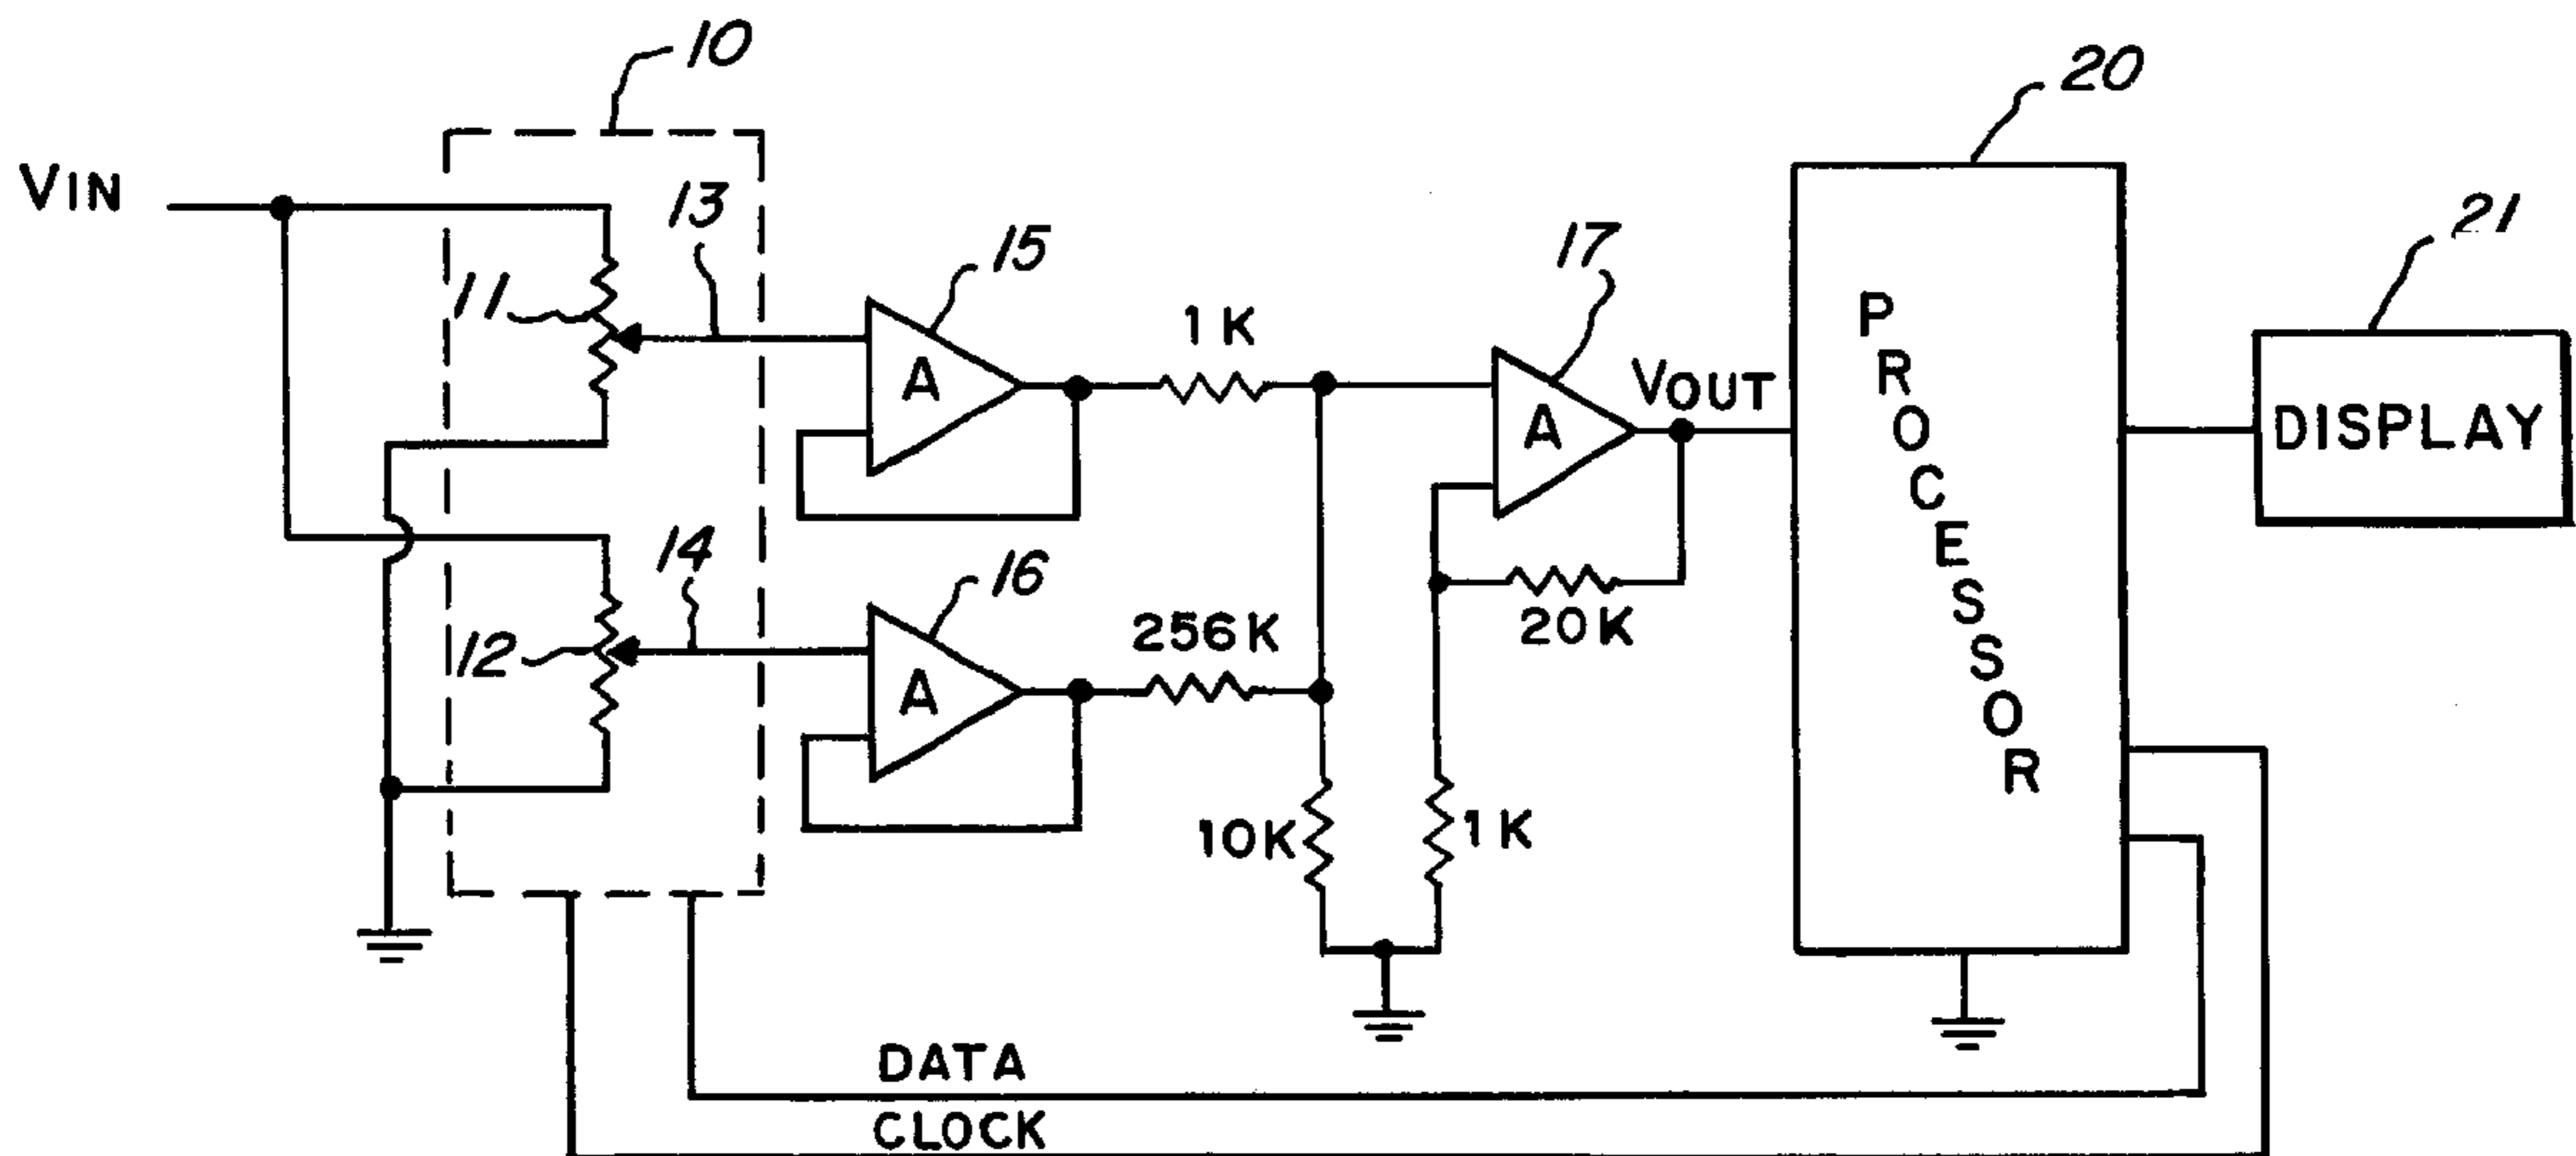 10
20
VIN
13
21
15
17
11
1K
A
VOUT
A
PROCESSOR
DISPLAY
14
16
12
256K
20K
A
10K
1K
DATA
CLOCK